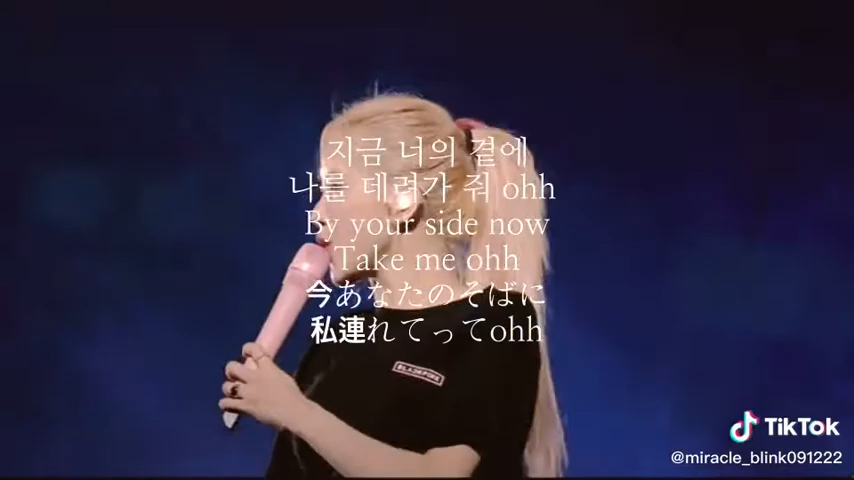 지금 너의 곁에
나를 데려가 줘 ohh
By your side now
Take me ohh
今あなたのそばに
私連れてってohh
BLACKPINK
TikTok
@miracle_blink091222